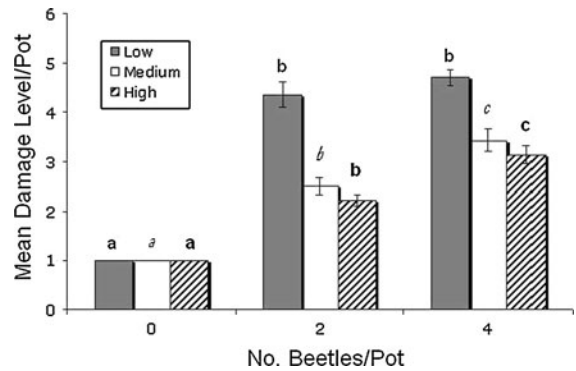 6
5
4
3
2
1
0
Mean Damage Level/Pot
Low
Medium
High
a a a
b b b
b c c
0 2 4
No. Beetles/Pot